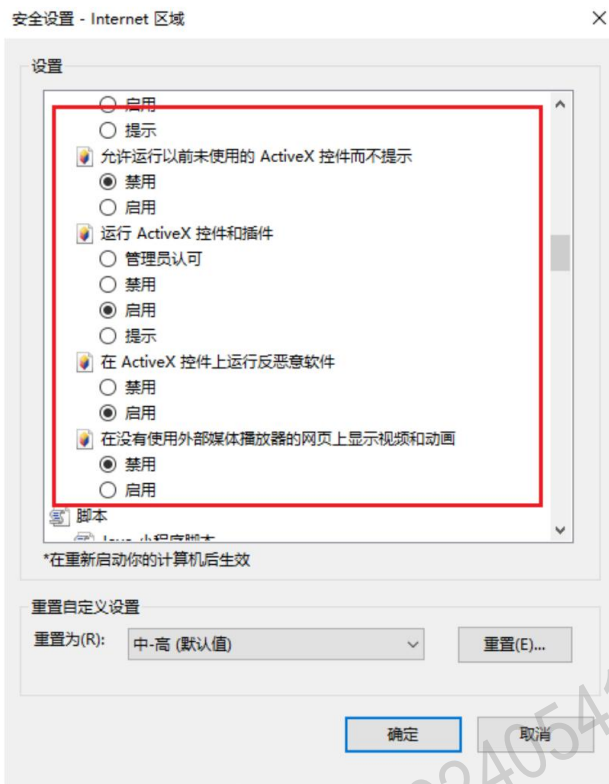 安全设置 - Internet 区域
设置
启用
提示
允许运行以前未使用的 ActiveX 控件而不提示
禁用
启用
运行 ActiveX 控件和插件
管理员认可
禁用
启用
提示
在 ActiveX 控件上运行反恶意软件
禁用
启用
在没有使用外部媒体播放器的网页上显示视频和动画
禁用
启用
脚本
Java 小程序脚本
*在重新启动你的计算机后生效
重置自定义设置
重置为(R): 中-高 (默认值) 重置(E)...
确定 取消